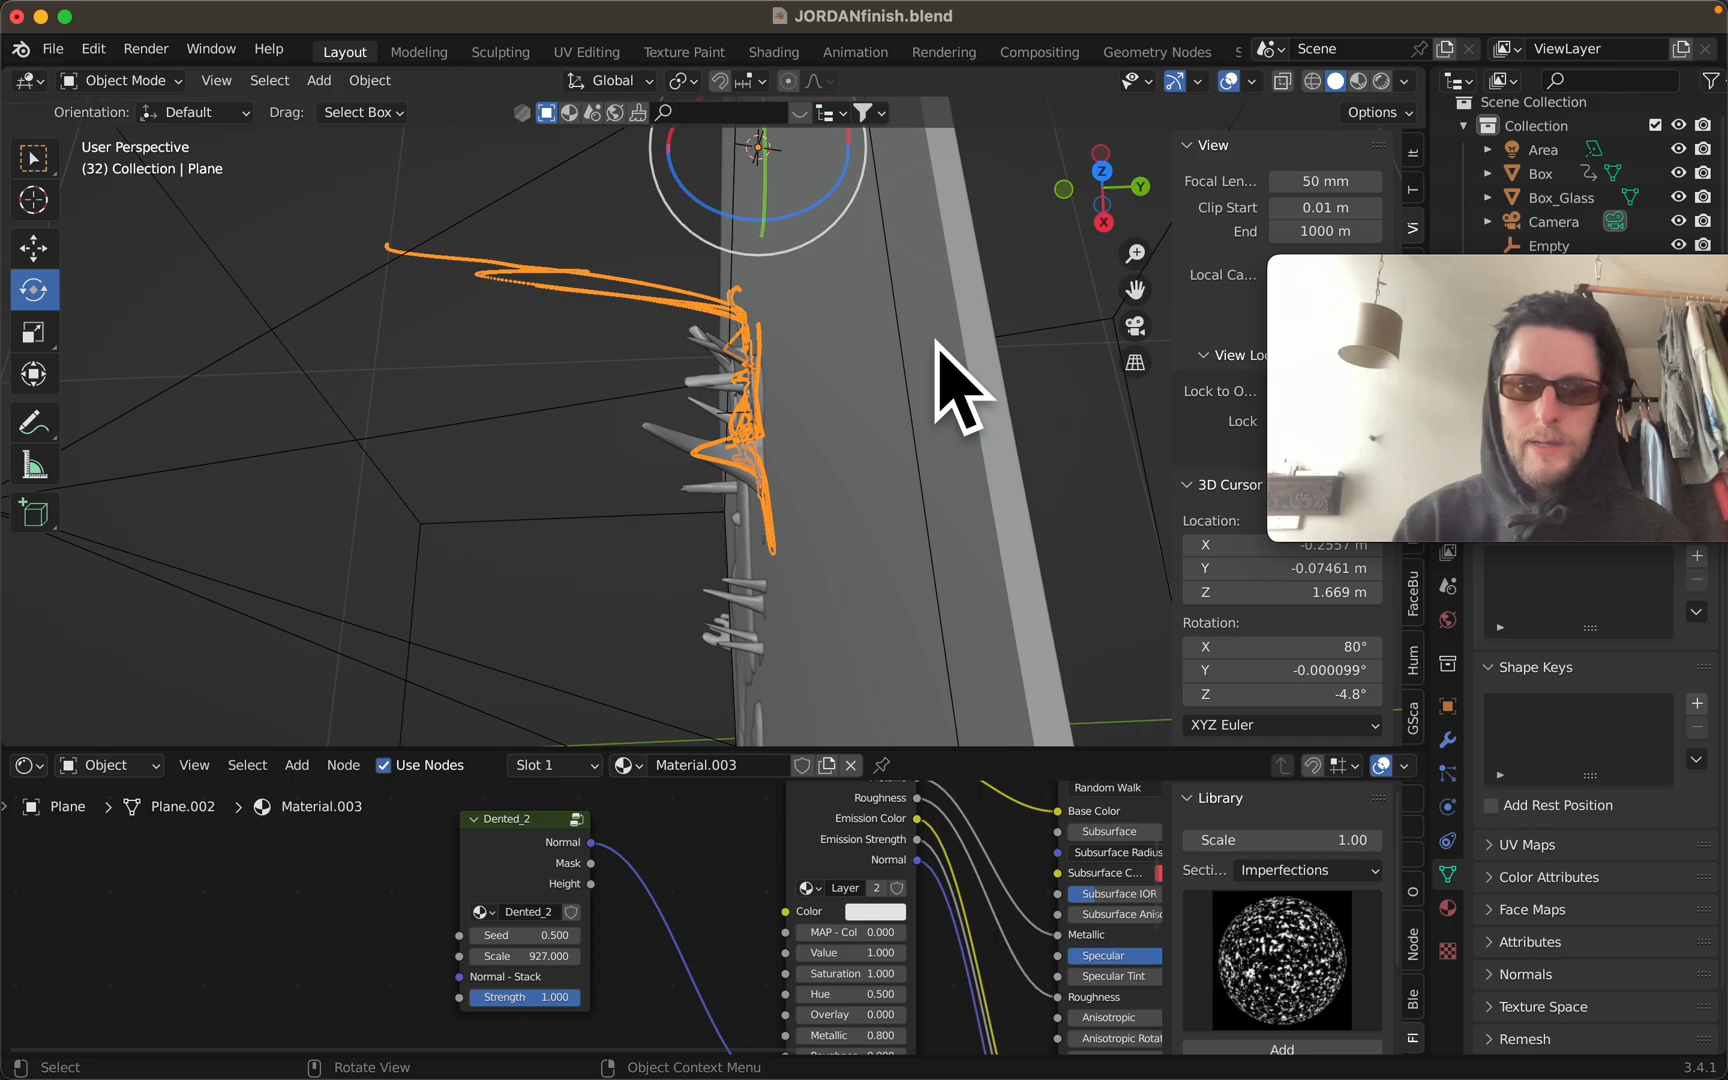 JORDANfinish.blend
File Edit Render Window Help Layout Modeling Sculpting UV Editing Texture Paint Shading Animation Rendering Compositing Geometry Nodes S Scene ViewLayer
Object Mode View Select Add Object Global
Orientation: Default Drag: Select Box Options
User Perspective
(32) Collection | Plane
Z
Y
X
View
Focal Len... 50 mm
Clip Start 0.01 m
End 1000 m
Local Ca...
View Lo
Lock to O...
Lock
3D Cursor
Location:
X -0.2557 m
Y -0.07461 m
Z 1.669 m
Rotation:
X 80°
Y -0.000099°
Z -4.8°
XYZ Euler
It
T
Vi
FaceBu
Hum
GSca
Scene Collection
Collection
Area
Box
Box_Glass
Camera
Empty
Shape Keys
Add Rest Position
UV Maps
Color Attributes
Face Maps
Attributes
Normals
Texture Space
Remesh
Object View Select Add Node Use Nodes Slot 1 Material.003
Plane > Plane.002 > Material.003
Dented_2
Normal
Mask
Height
Dented_2
Seed 0.500
Scale 927.000
Normal - Stack
Strength 1.000
Roughness
Emission Color
Emission Strength
Normal
Layer 2
Color
MAP - Col 0.000
Value 1.000
Saturation 1.000
Hue 0.500
Overlay 0.000
Metallic 0.800
Random Walk
Base Color
Subsurface
Subsurface Radius
Subsurface C...
Subsurface IOR
Subsurface Aniso
Metallic
Specular
Specular Tint
Roughness
Anisotropic
Anisotropic Rotat
Library
Scale 1.00
Secti... Imperfections
Add
O
Node
Ble
Fl
Select Rotate View Object Context Menu 3.4.1